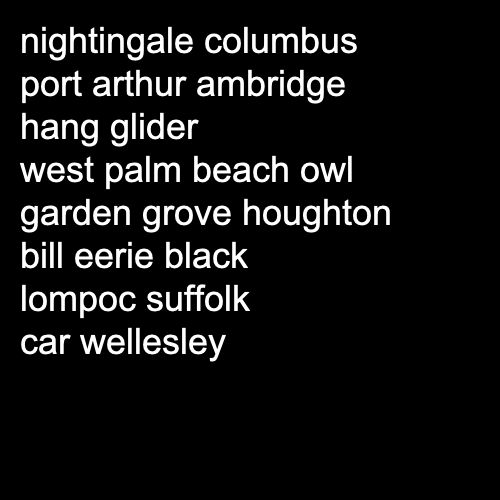 nightingale columbus
port arthur ambridge
hang glider
west palm beach owl
garden grove houghton
bill eerie black
lompoc suffolk
car wellesley